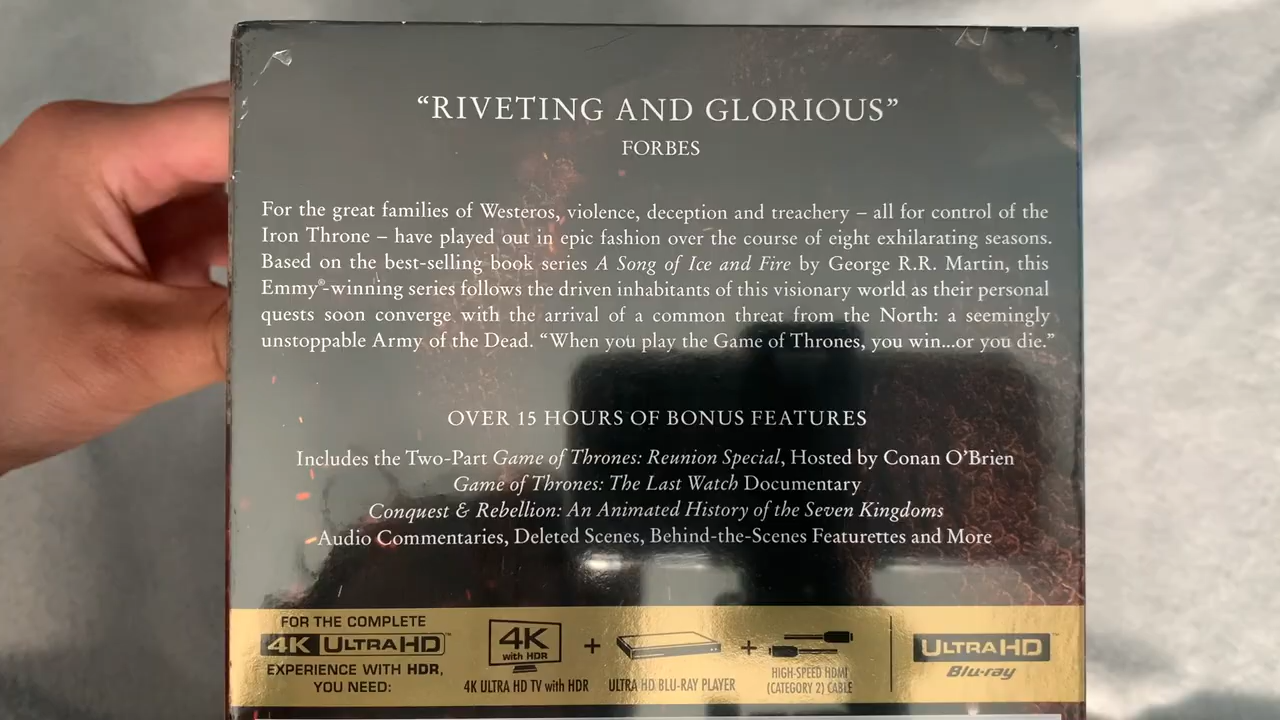 “RIVETING AND GLORIOUS”
FORBES
For the great families of Westeros, violence, deception and treachery – all for control of the
Iron Throne – have played out in epic fashion over the course of eight exhilarating seasons.
Based on the best-selling book series A Song of Ice and Fire by George R.R. Martin, this
Emmy®-winning series follows the driven inhabitants of this visionary world as their personal
quests soon converge with the arrival of a common threat from the North: a seemingly
unstoppable Army of the Dead. “When you play the Game of Thrones, you win...or you die.”
OVER 15 HOURS OF BONUS FEATURES
Includes the Two-Part Game of Thrones: Reunion Special, Hosted by Conan O’Brien
Game of Thrones: The Last Watch Documentary
Conquest & Rebellion: An Animated History of the Seven Kingdoms
Audio Commentaries, Deleted Scenes, Behind-the-Scenes Featurettes and More
FOR THE COMPLETE
4K ULTRA HD™
EXPERIENCE WITH HDR,
YOU NEED:
4K
with HDR
4K ULTRA HD TV with HDR
+
ULTRA HD BLU-RAY PLAYER
+
HIGH-SPEED HDMI
(CATEGORY 2) CABLE
ULTRA HD™
Blu-ray